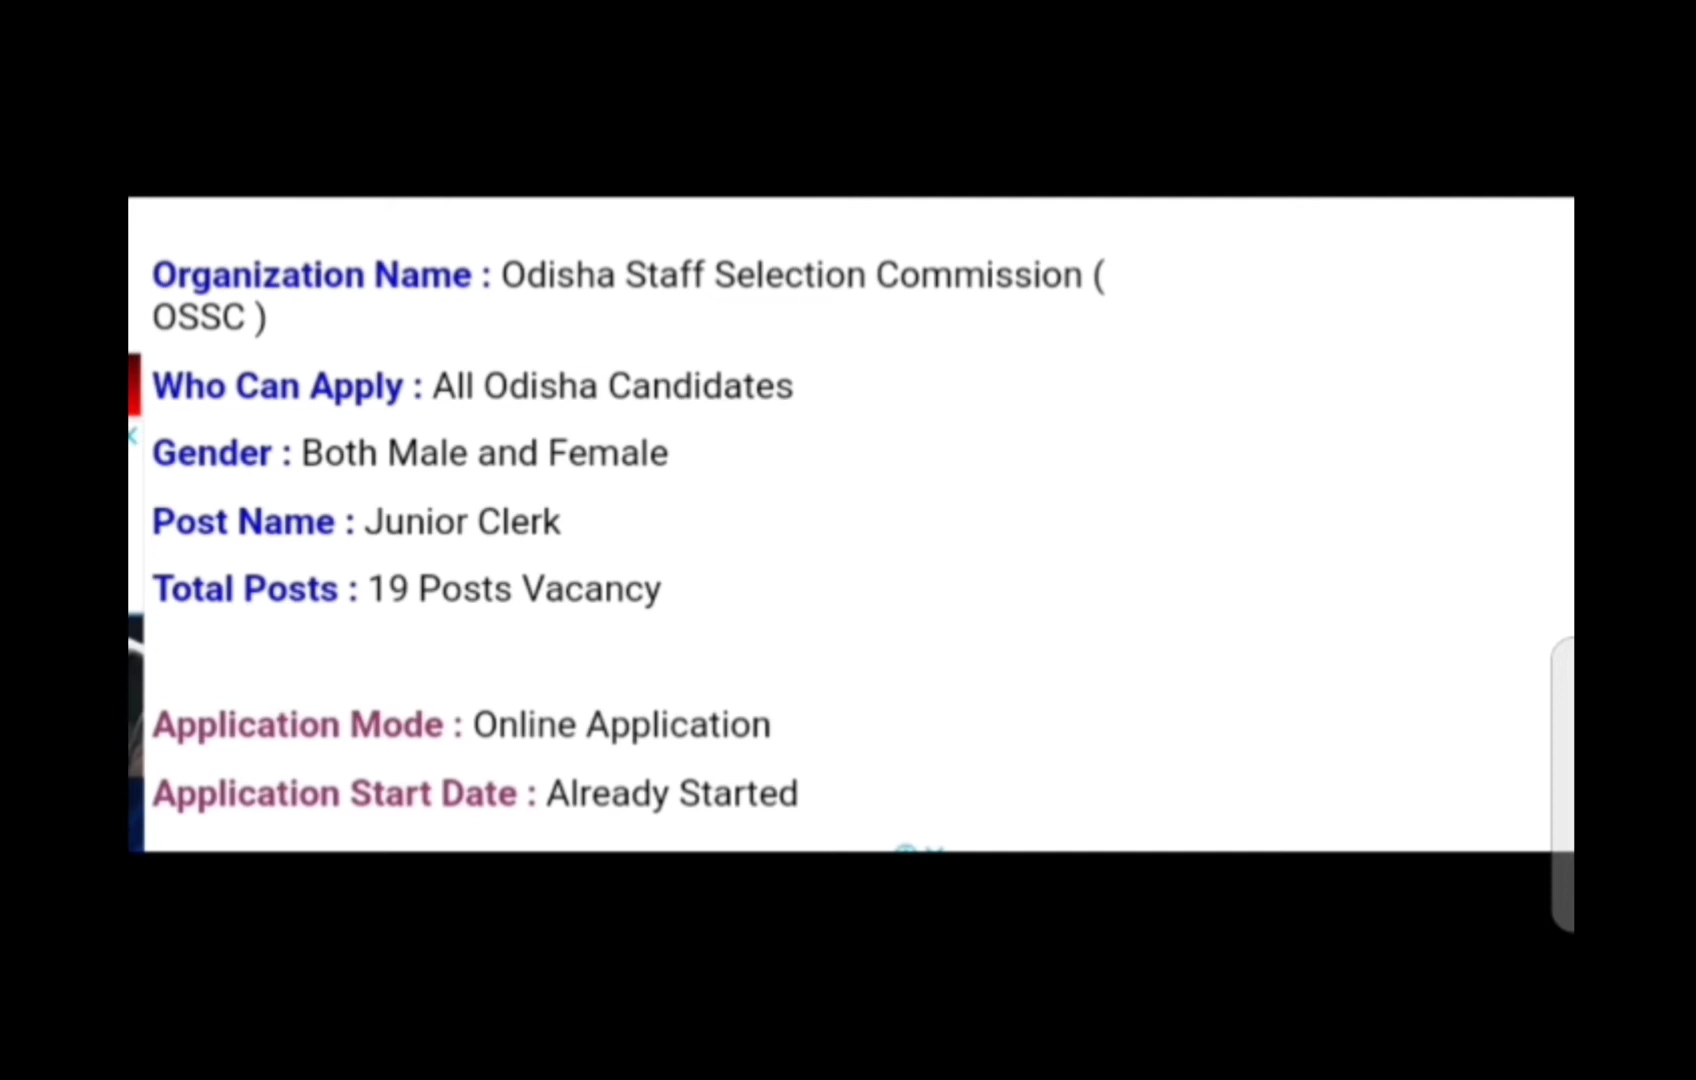 Organization Name : Odisha Staff Selection Commission (
OSSC )
Who Can Apply : All Odisha Candidates
Gender : Both Male and Female
Post Name : Junior Clerk
Total Posts : 19 Posts Vacancy
Application Mode : Online Application
Application Start Date : Already Started